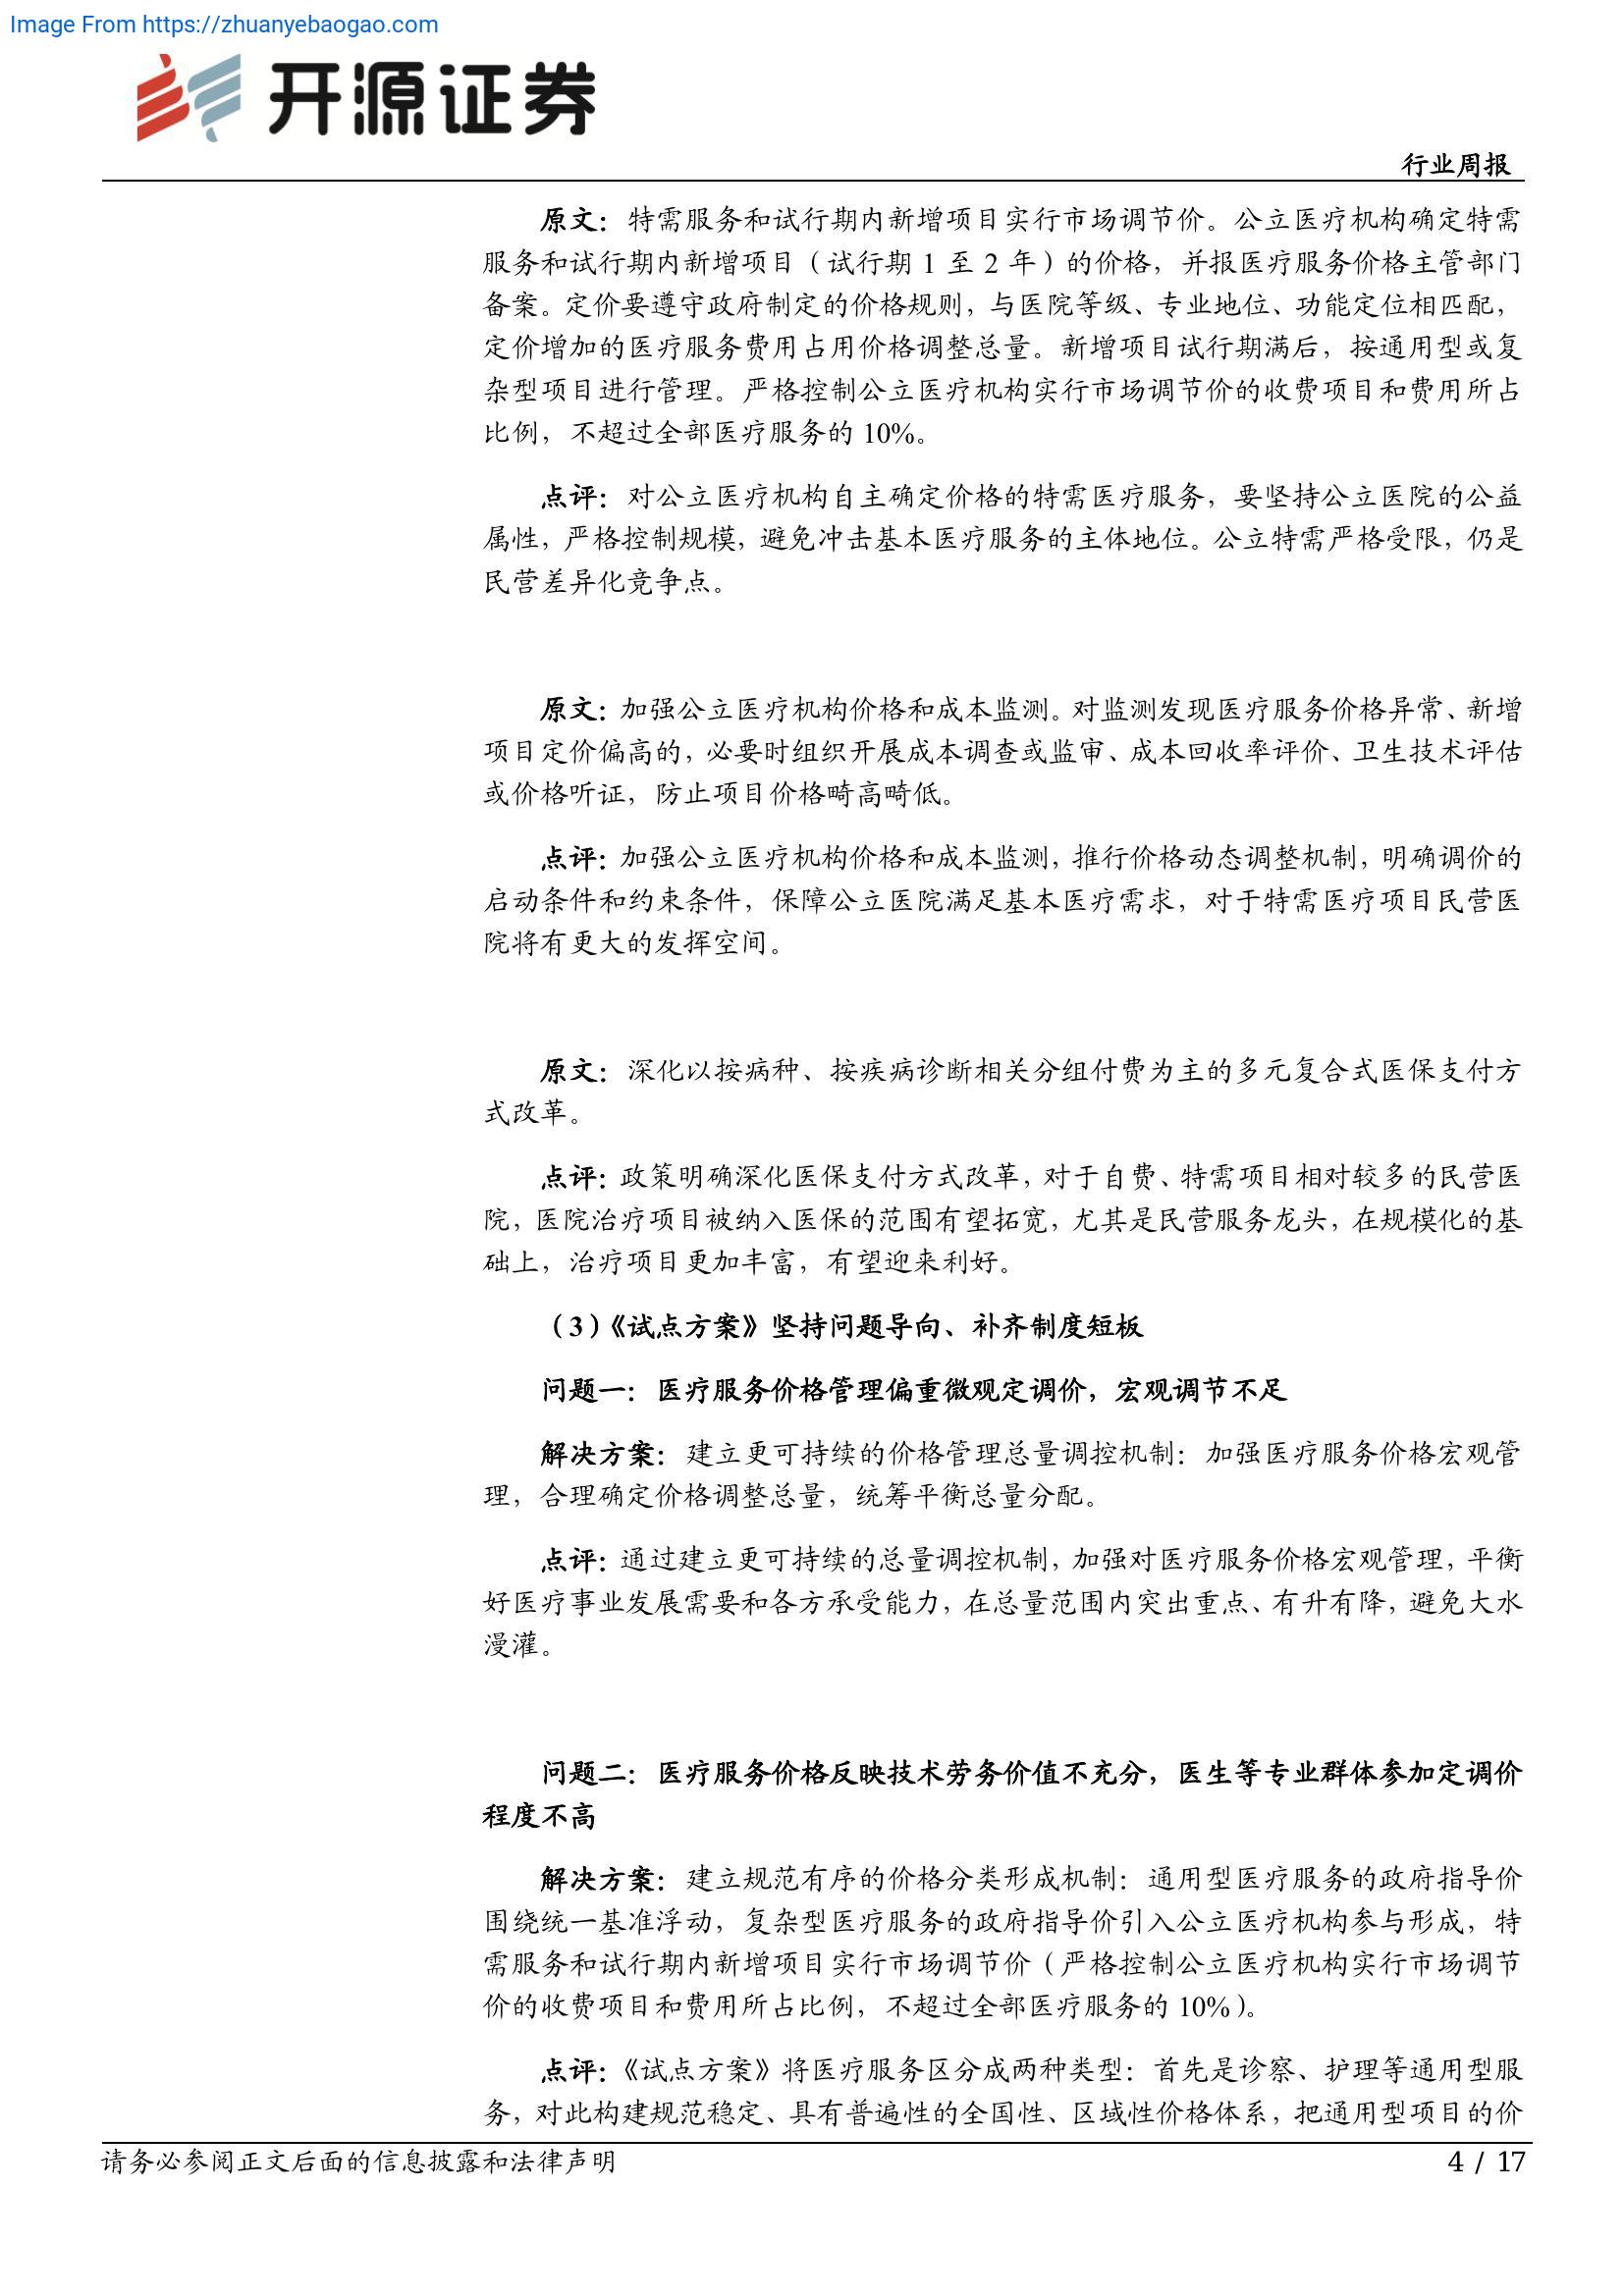 Image From https://zhuanyebaogao.com
开源证券
行业周报
原文：特需服务和试行期内新增项目实行市场调节价。公立医疗机构确定特需
服务和试行期内新增项目（试行期 1 至 2 年）的价格，并报医疗服务价格主管部门
备案。定价要遵守政府制定的价格规则，与医院等级、专业地位、功能定位相匹配，
定价增加的医疗服务费用占用价格调整总量。新增项目试行期满后，按通用型或复
杂型项目进行管理。严格控制公立医疗机构实行市场调节价的收费项目和费用所占
比例，不超过全部医疗服务的 10%。
点评：对公立医疗机构自主确定价格的特需医疗服务，要坚持公立医院的公益
属性，严格控制规模，避免冲击基本医疗服务的主体地位。公立特需严格受限，仍是
民营差异化竞争点。
原文：加强公立医疗机构价格和成本监测。对监测发现医疗服务价格异常、新增
项目定价偏高的，必要时组织开展成本调查或监审、成本回收率评价、卫生技术评估
或价格听证，防止项目价格畸高畸低。
点评：加强公立医疗机构价格和成本监测，推行价格动态调整机制，明确调价的
启动条件和约束条件，保障公立医院满足基本医疗需求，对于特需医疗项目民营医
院将有更大的发挥空间。
原文：深化以按病种、按疾病诊断相关分组付费为主的多元复合式医保支付方
式改革。
点评：政策明确深化医保支付方式改革，对于自费、特需项目相对较多的民营医
院，医院治疗项目被纳入医保的范围有望拓宽，尤其是民营服务龙头，在规模化的基
础上，治疗项目更加丰富，有望迎来利好。
（3）《试点方案》坚持问题导向、补齐制度短板
问题一：医疗服务价格管理偏重微观定调价，宏观调节不足
解决方案：建立更可持续的价格管理总量调控机制：加强医疗服务价格宏观管
理，合理确定价格调整总量，统筹平衡总量分配。
点评：通过建立更可持续的总量调控机制，加强对医疗服务价格宏观管理，平衡
好医疗事业发展需要和各方承受能力，在总量范围内突出重点、有升有降，避免大水
漫灌。
问题二：医疗服务价格反映技术劳务价值不充分，医生等专业群体参加定调价
程度不高
解决方案：建立规范有序的价格分类形成机制：通用型医疗服务的政府指导价
围绕统一基准浮动，复杂型医疗服务的政府指导价引入公立医疗机构参与形成，特
需服务和试行期内新增项目实行市场调节价（严格控制公立医疗机构实行市场调节
价的收费项目和费用所占比例，不超过全部医疗服务的 10%）。
点评：《试点方案》将医疗服务区分成两种类型：首先是诊察、护理等通用型服
务，对此构建规范稳定、具有普遍性的全国性、区域性价格体系，把通用型项目的价
请务必参阅正文后面的信息披露和法律声明
4 / 17